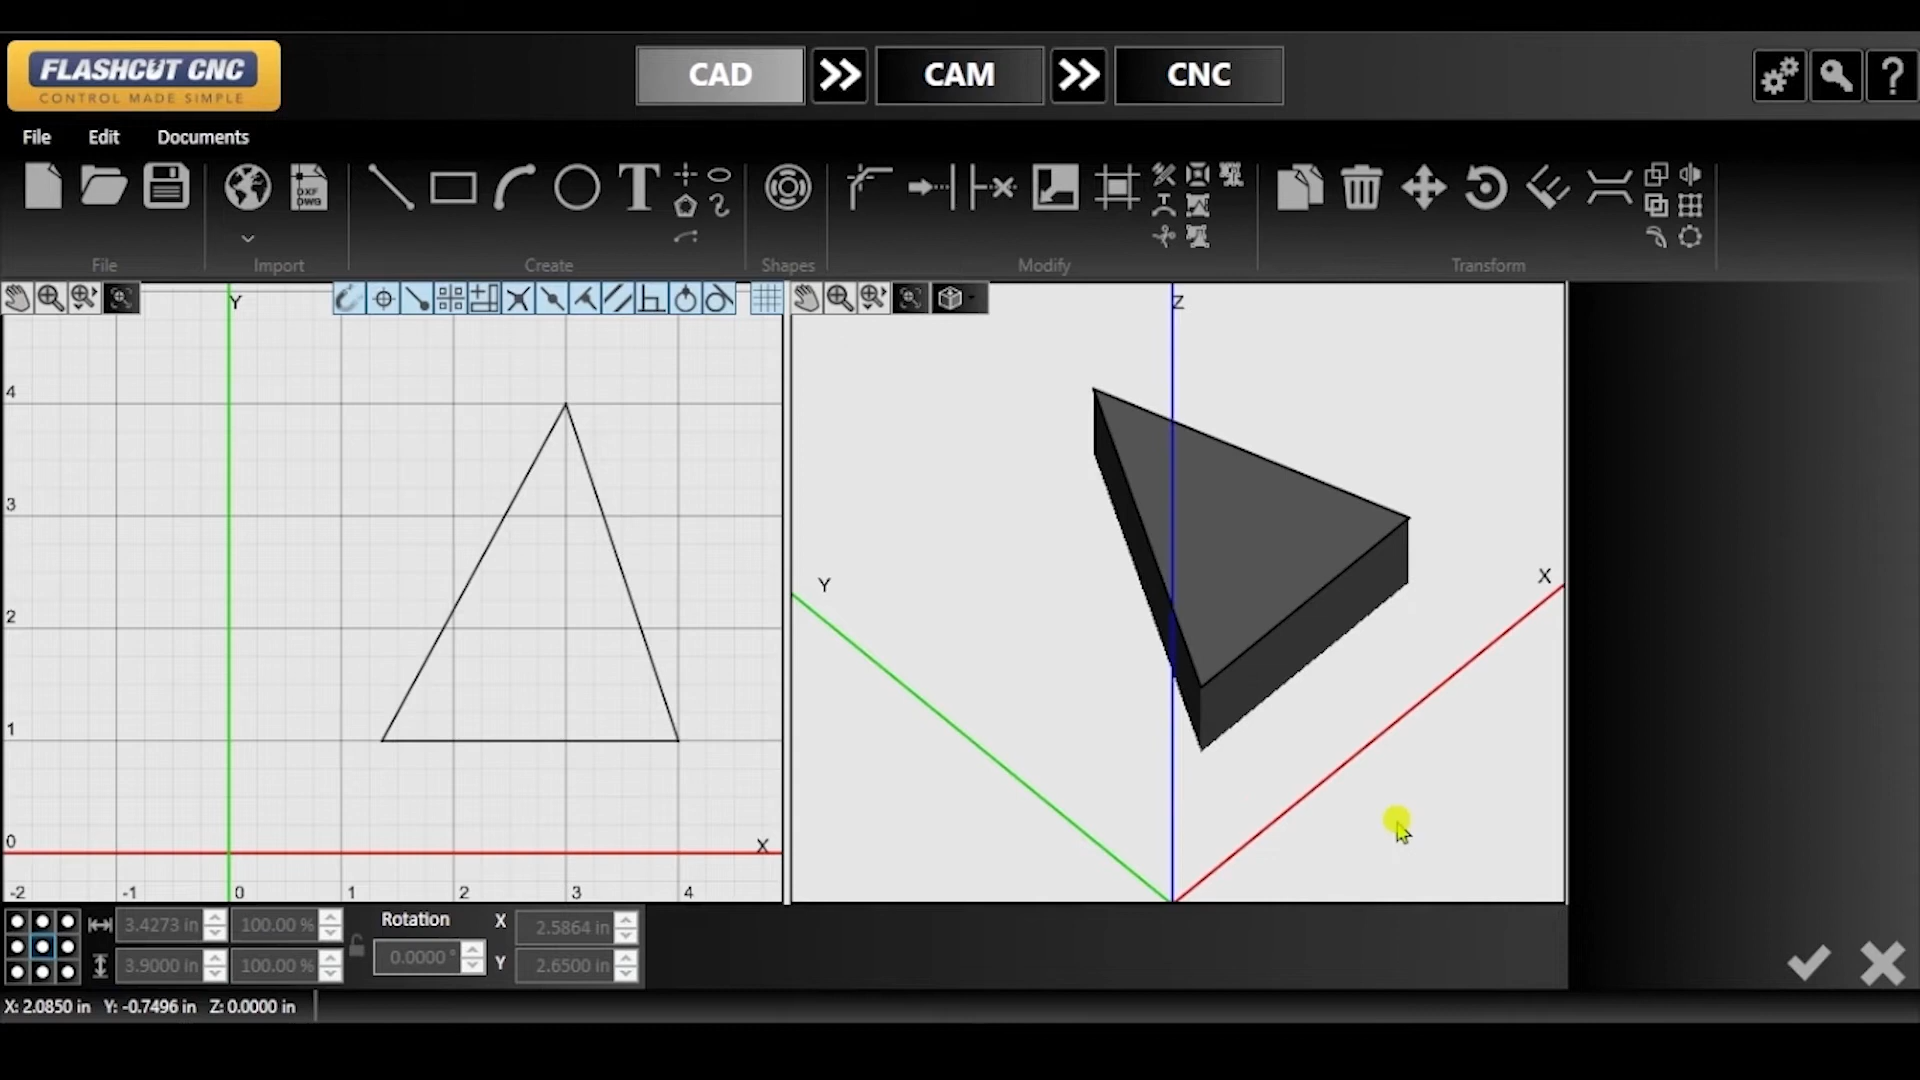 FLASHCUT CNC
CONTROL MADE SIMPLE
CAD
CAM
CNC
?
File Edit Documents
DXF
DWG
T
File Import Create Shapes Modify Transform
Y
4
3
2
1
0
X
-2 -1 0 1 2 3 4
Z
Y
X
3.4273 in 100.00 %
3.9000 in 100.00 %
Rotation
0.0000 °
X 2.5864 in
Y 2.6500 in
X: 2.0850 in Y: -0.7496 in Z: 0.0000 in